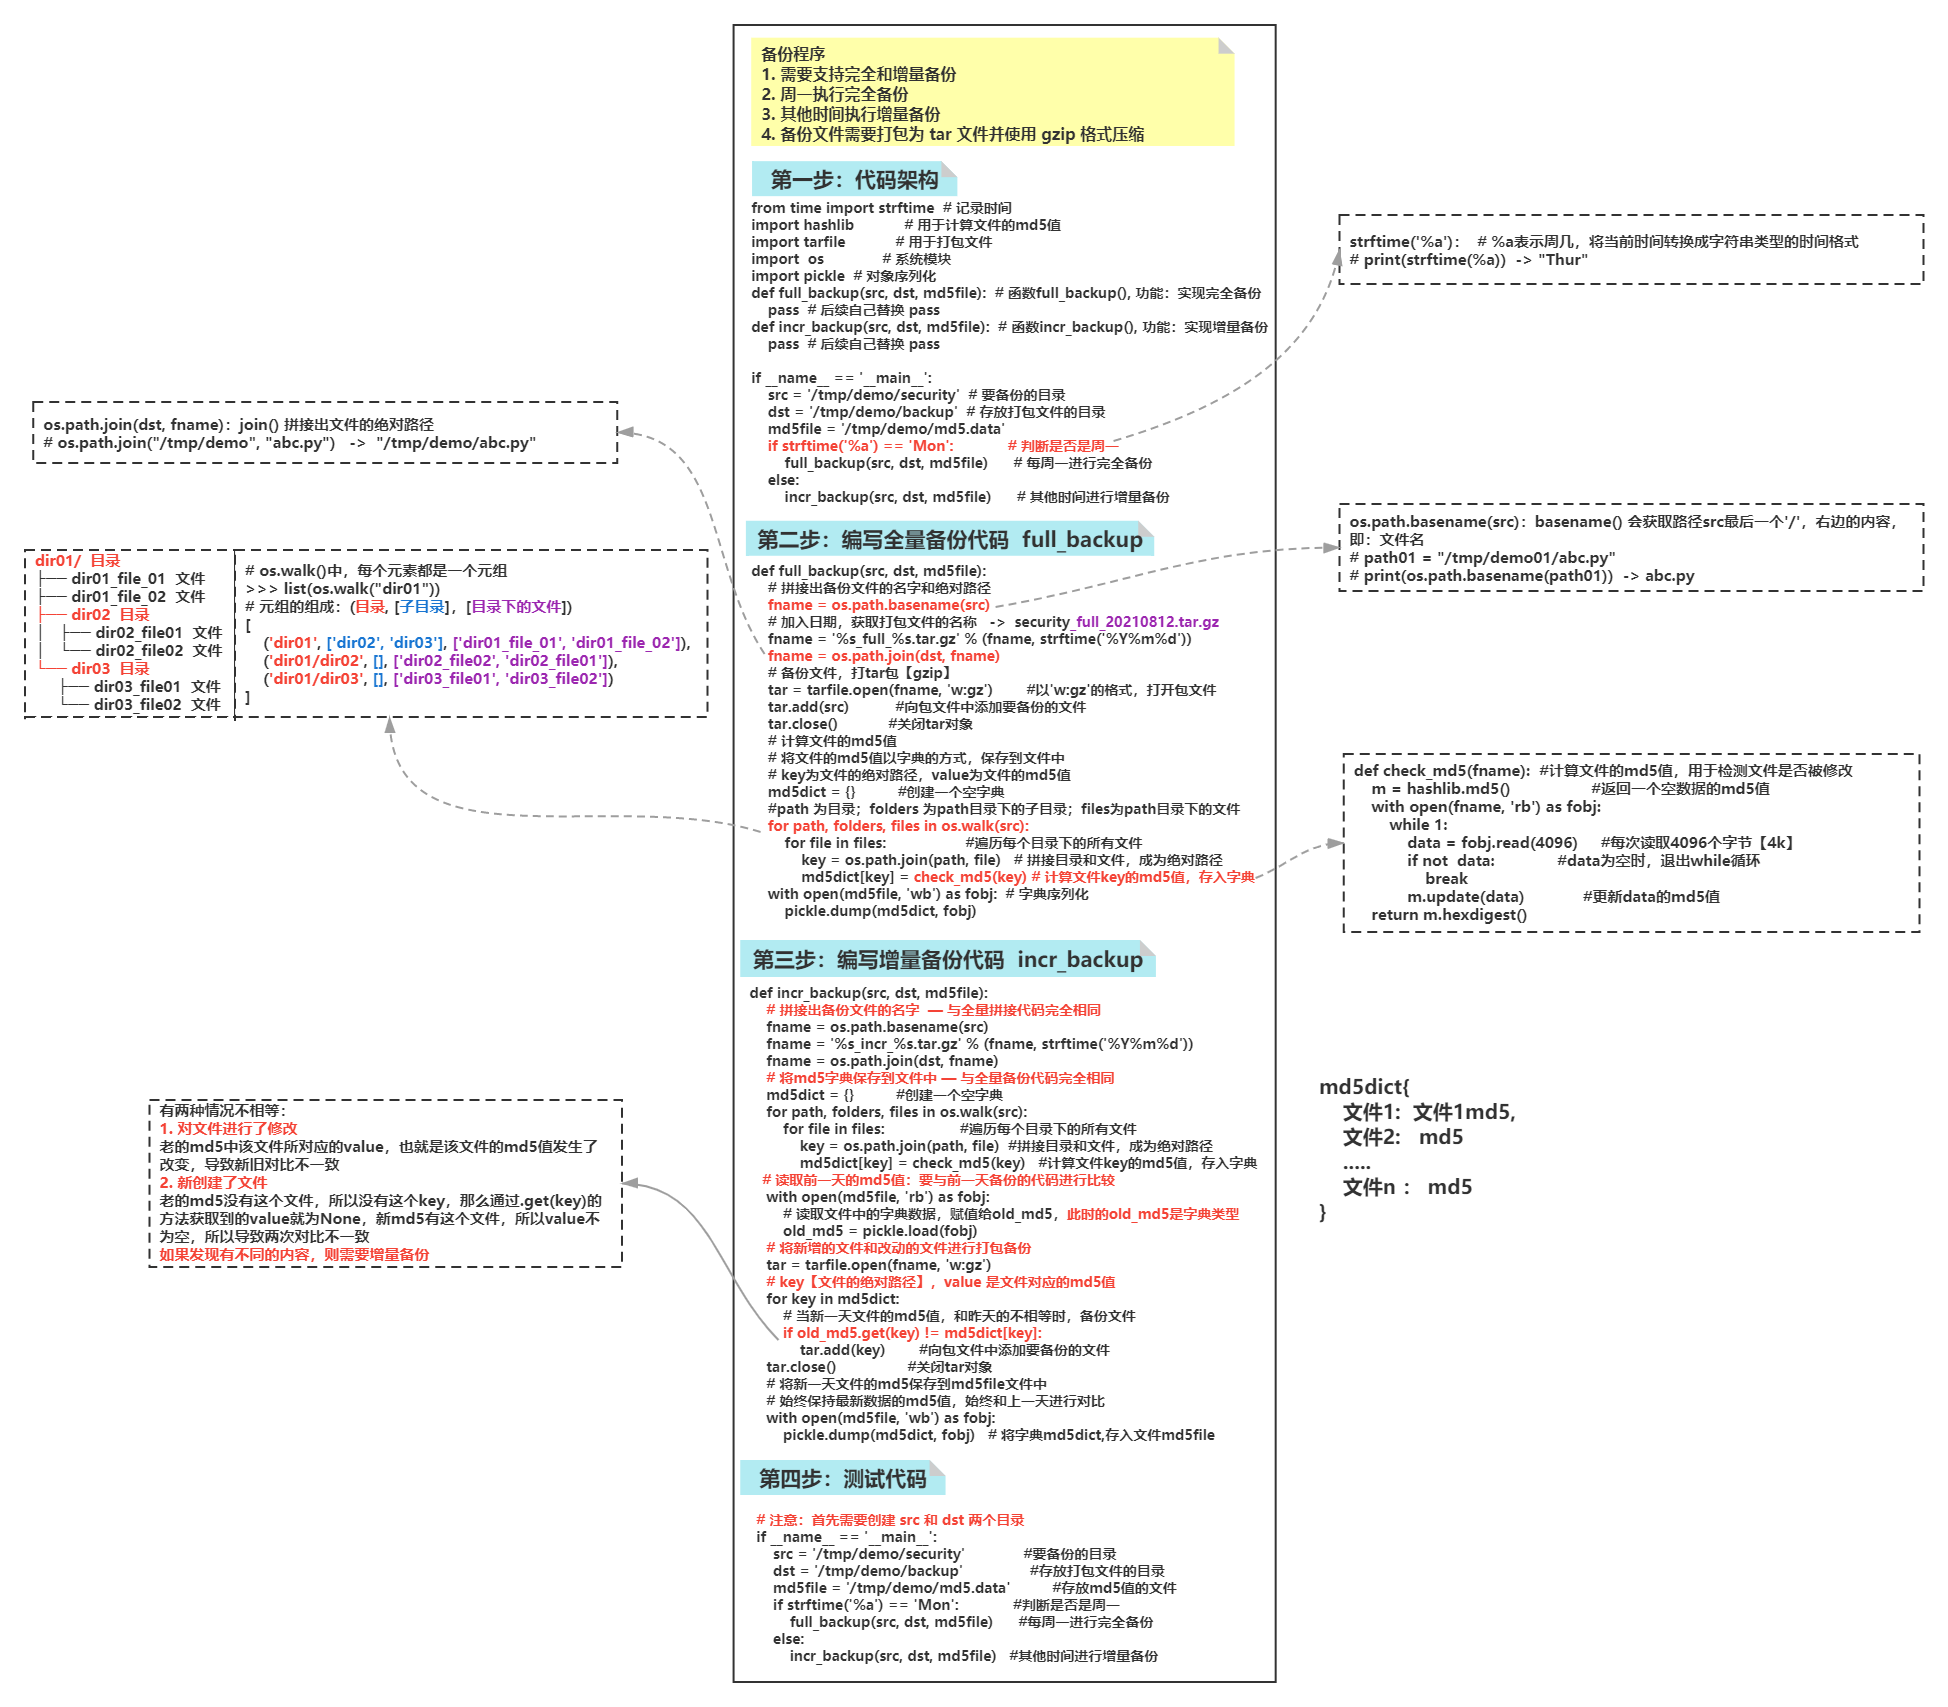 备份程序
1. 需要支持完全和增量备份
2. 周一执行完全备份
3. 其他时间执行增量备份
4. 备份文件需要打包为 tar 文件并使用 gzip 格式压缩
第一步：代码架构
from time import strftime  # 记录时间
import hashlib            # 用于计算文件的md5值
import tarfile            # 用于打包文件
import  os              # 系统模块
import pickle  # 对象序列化
def full_backup(src, dst, md5file):  # 函数full_backup(), 功能：实现完全备份
    pass  # 后续自己替换 pass
def incr_backup(src, dst, md5file):  # 函数incr_backup(), 功能：实现增量备份
    pass  # 后续自己替换 pass
if __name__ == '__main__':
    src = '/tmp/demo/security'  # 要备份的目录
    dst = '/tmp/demo/backup'  # 存放打包文件的目录
    md5file = '/tmp/demo/md5.data'
    if strftime('%a') == 'Mon':             # 判断是否是周一
        full_backup(src, dst, md5file)      # 每周一进行完全备份
    else:
        incr_backup(src, dst, md5file)      # 其他时间进行增量备份
strftime('%a')：  # %a表示周几，将当前时间转换成字符串类型的时间格式
# print(strftime(%a))  -> "Thur"
os.path.join(dst, fname)：join() 拼接出文件的绝对路径
# os.path.join("/tmp/demo", "abc.py")   ->  "/tmp/demo/abc.py"
os.path.basename(src)：basename() 会获取路径src最后一个'/'，右边的内容，
即：文件名
# path01 = "/tmp/demo01/abc.py"
# print(os.path.basename(path01))  -> abc.py
dir01/  目录
├── dir01_file_01  文件
├── dir01_file_02  文件
├── dir02 目录
│   ├── dir02_file01  文件
│   └── dir02_file02  文件
└── dir03  目录
    ├── dir03_file01  文件
    └── dir03_file02  文件
# os.walk()中，每个元素都是一个元组
>>> list(os.walk("dir01"))
# 元组的组成：(目录, [子目录]，[目录下的文件])
[
    ('dir01', ['dir02', 'dir03'], ['dir01_file_01', 'dir01_file_02']),
    ('dir01/dir02', [], ['dir02_file02', 'dir02_file01']),
    ('dir01/dir03', [], ['dir03_file01', 'dir03_file02'])
]
第二步：编写全量备份代码  full_backup
def full_backup(src, dst, md5file):
    # 拼接出备份文件的名字和绝对路径
    fname = os.path.basename(src)
    # 加入日期，获取打包文件的名称   ->  security_full_20210812.tar.gz
    fname = '%s_full_%s.tar.gz' % (fname, strftime('%Y%m%d'))
    fname = os.path.join(dst, fname)
    # 备份文件，打tar包【gzip】
    tar = tarfile.open(fname, 'w:gz')        #以'w:gz'的格式，打开包文件
    tar.add(src)           #向包文件中添加要备份的文件
    tar.close()            #关闭tar对象
    # 计算文件的md5值
    # 将文件的md5值以字典的方式，保存到文件中
    # key为文件的绝对路径，value为文件的md5值
    md5dict = {}          #创建一个空字典
    #path 为目录；folders 为path目录下的子目录；files为path目录下的文件
    for path, folders, files in os.walk(src):
        for file in files:                   #遍历每个目录下的所有文件
            key = os.path.join(path, file)   # 拼接目录和文件，成为绝对路径
            md5dict[key] = check_md5(key) # 计算文件key的md5值，存入字典
    with open(md5file, 'wb') as fobj:  # 字典序列化
        pickle.dump(md5dict, fobj)
def check_md5(fname):  #计算文件的md5值，用于检测文件是否被修改
    m = hashlib.md5()                   #返回一个空数据的md5值
    with open(fname, 'rb') as fobj:
        while 1:
            data = fobj.read(4096)      #每次读取4096个字节【4k】
            if not  data:               #data为空时，退出while循环
                break
            m.update(data)              #更新data的md5值
    return m.hexdigest()
第三步：编写增量备份代码  incr_backup
def incr_backup(src, dst, md5file):
    # 拼接出备份文件的名字  — 与全量拼接代码完全相同
    fname = os.path.basename(src)
    fname = '%s_incr_%s.tar.gz' % (fname, strftime('%Y%m%d'))
    fname = os.path.join(dst, fname)
    # 将md5字典保存到文件中 — 与全量备份代码完全相同
    md5dict = {}          #创建一个空字典
    for path, folders, files in os.walk(src):
        for file in files:                  #遍历每个目录下的所有文件
            key = os.path.join(path, file)  #拼接目录和文件，成为绝对路径
            md5dict[key] = check_md5(key)   #计算文件key的md5值，存入字典
   # 读取前一天的md5值：要与前一天备份的代码进行比较
    with open(md5file, 'rb') as fobj:
        # 读取文件中的字典数据，赋值给old_md5，此时的old_md5是字典类型
        old_md5 = pickle.load(fobj)
    # 将新增的文件和改动的文件进行打包备份
    tar = tarfile.open(fname, 'w:gz')
    # key【文件的绝对路径】，value 是文件对应的md5值
    for key in md5dict:
        # 当新一天文件的md5值，和昨天的不相等时，备份文件
        if old_md5.get(key) != md5dict[key]:
            tar.add(key)        #向包文件中添加要备份的文件
    tar.close()                 #关闭tar对象
    # 将新一天文件的md5保存到md5file文件中
    # 始终保持最新数据的md5值，始终和上一天进行对比
    with open(md5file, 'wb') as fobj:
        pickle.dump(md5dict, fobj)   # 将字典md5dict,存入文件md5file
有两种情况不相等：
1. 对文件进行了修改
老的md5中该文件所对应的value，也就是该文件的md5值发生了
改变，导致新旧对比不一致
2. 新创建了文件
老的md5没有这个文件，所以没有这个key，那么通过.get(key)的
方法获取到的value就为None，新md5有这个文件，所以value不
为空，所以导致两次对比不一致
如果发现有不同的内容，则需要增量备份
md5dict{
    文件1:  文件1md5,
    文件2:   md5
    .....
    文件n ：  md5
}
第四步：测试代码
# 注意：首先需要创建 src 和 dst 两个目录
if __name__ == '__main__':
    src = '/tmp/demo/security'              #要备份的目录
    dst = '/tmp/demo/backup'                #存放打包文件的目录
    md5file = '/tmp/demo/md5.data'          #存放md5值的文件
    if strftime('%a') == 'Mon':             #判断是否是周一
        full_backup(src, dst, md5file)      #每周一进行完全备份
    else:
        incr_backup(src, dst, md5file)   #其他时间进行增量备份